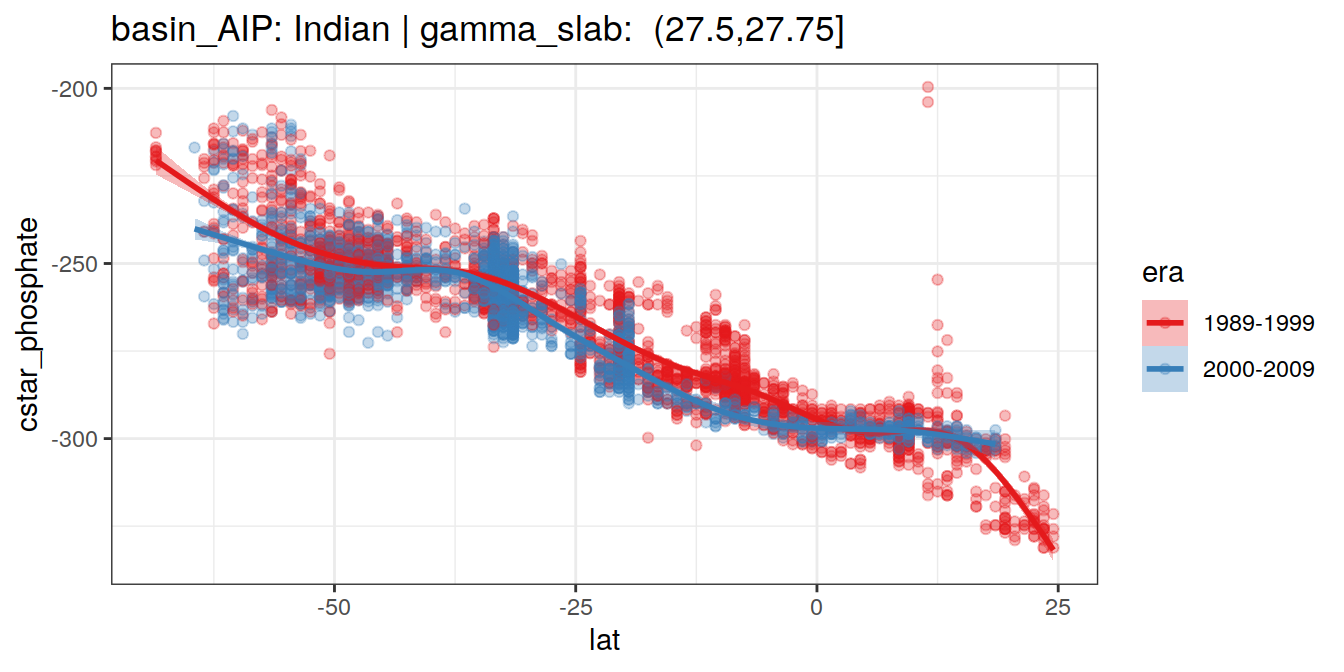 basin_AIP: Indian | gamma_slab:  (27.5,27.75]
cstar_phosphate
-200
-250
-300
-50
-25
0
25
lat
era
1989-1999
2000-2009